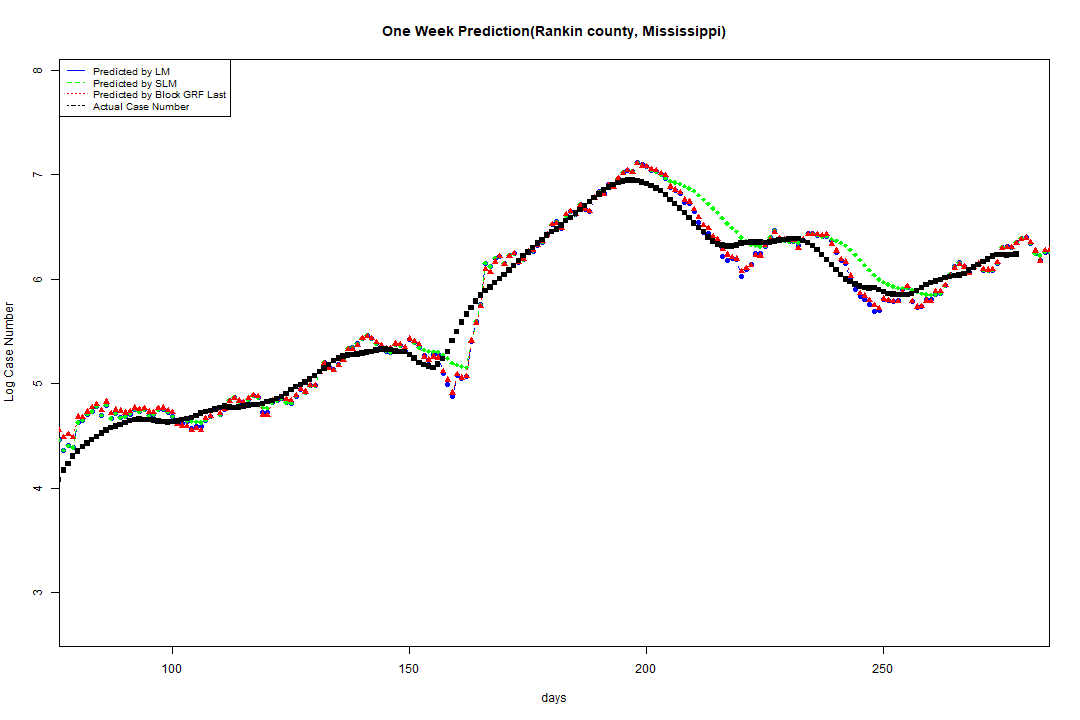 One Week Prediction(Rankin county, Mississippi)
Predicted by LM
Predicted by SLM
Predicted by Block GRF Last
Actual Case Number
8
7
6
5
4
3
Log Case Number
100 150 200 250
days